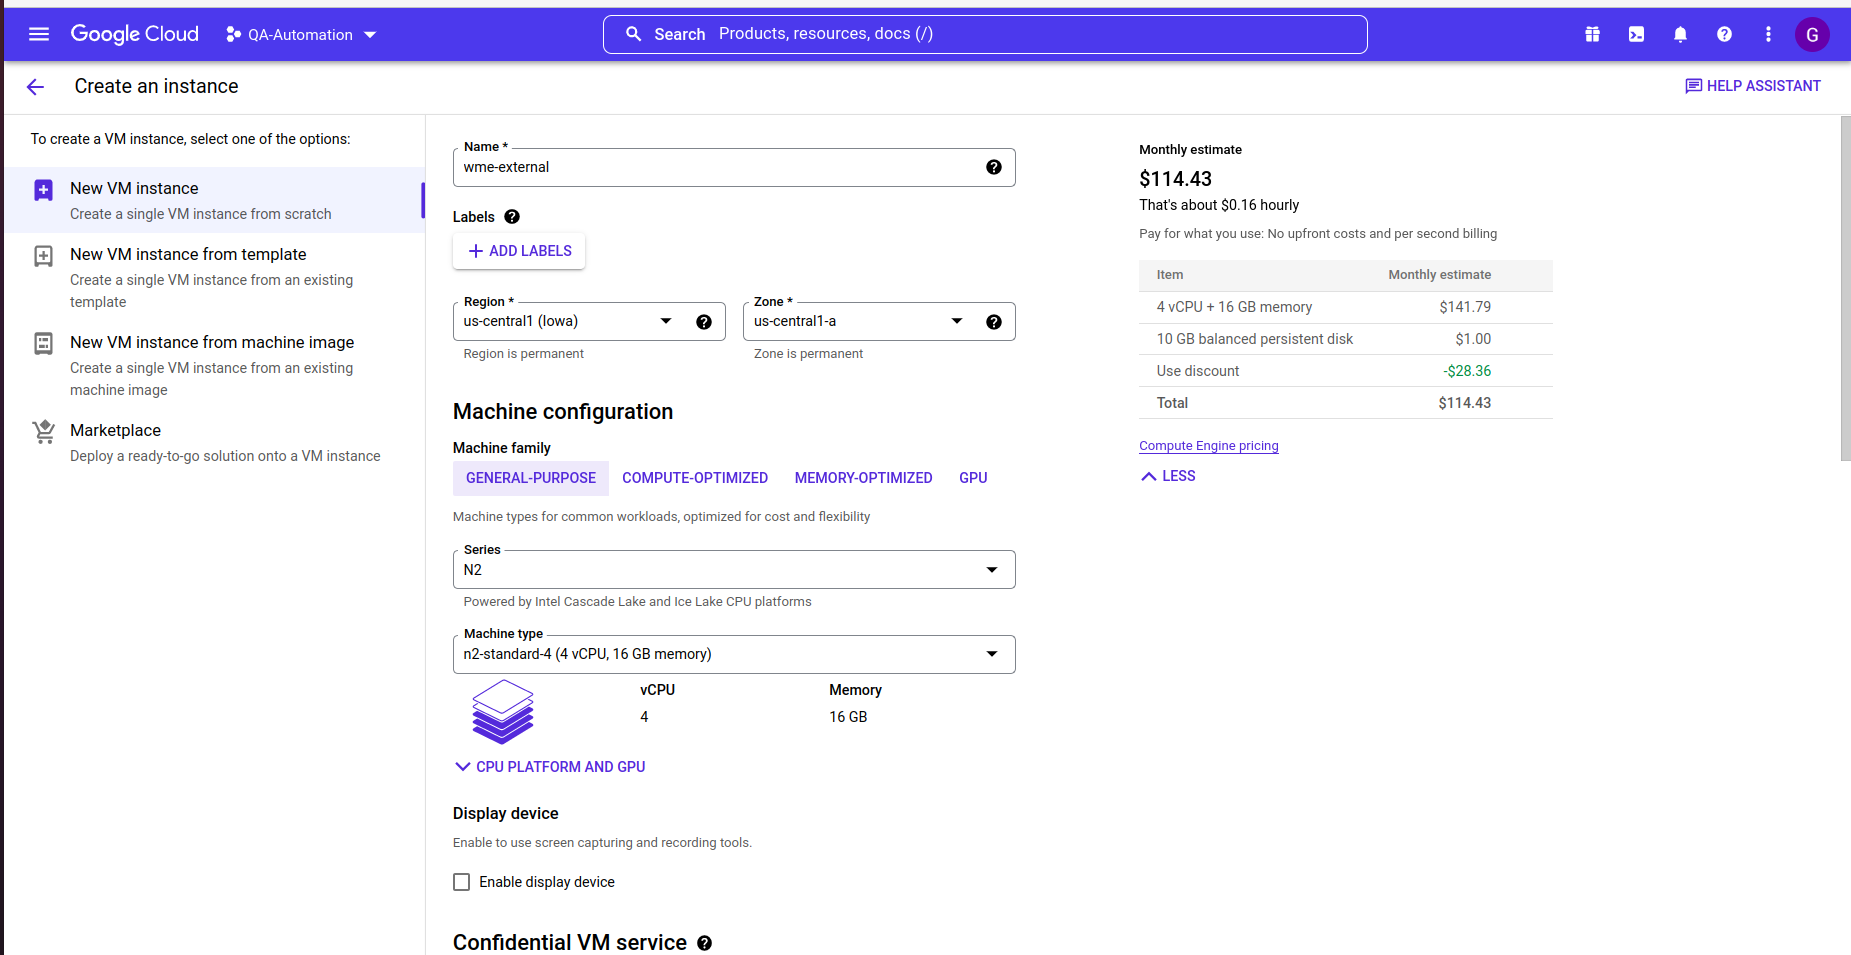 Google Cloud
QA-Automation
Search Products, resources, docs (/)
G
Create an instance
HELP ASSISTANT
To create a VM instance, select one of the options:
New VM instance
Create a single VM instance from scratch
New VM instance from template
Create a single VM instance from an existing
template
New VM instance from machine image
Create a single VM instance from an existing
machine image
Marketplace
Deploy a ready-to-go solution onto a VM instance
Name *
wme-external
Labels
ADD LABELS
Region *
us-central1 (Iowa)
Region is permanent
Zone *
us-central1-a
Zone is permanent
Machine configuration
Machine family
GENERAL-PURPOSE COMPUTE-OPTIMIZED MEMORY-OPTIMIZED GPU
Machine types for common workloads, optimized for cost and flexibility
Series
N2
Powered by Intel Cascade Lake and Ice Lake CPU platforms
Machine type
n2-standard-4 (4 vCPU, 16 GB memory)
vCPU Memory
4 16 GB
CPU PLATFORM AND GPU
Display device
Enable to use screen capturing and recording tools.
Enable display device
Confidential VM service
Monthly estimate
$114.43
That's about $0.16 hourly
Pay for what you use: No upfront costs and per second billing
Item Monthly estimate
4 vCPU + 16 GB memory $141.79
10 GB balanced persistent disk $1.00
Use discount -$28.36
Total $114.43
Compute Engine pricing
LESS